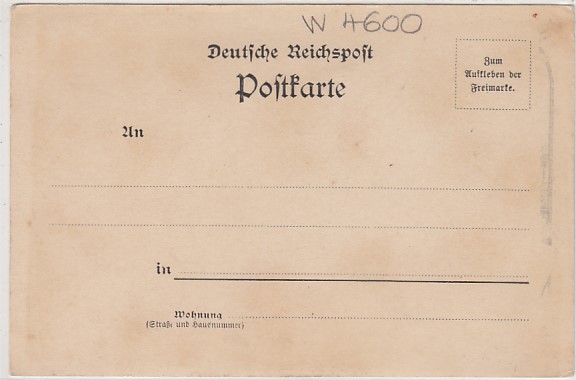 W 4600
Deutsche Reichspost
Postkarte
Zum
Aufkleben der
Freimarke.
An
in
Wohnung
(Straße und Hausnummer)